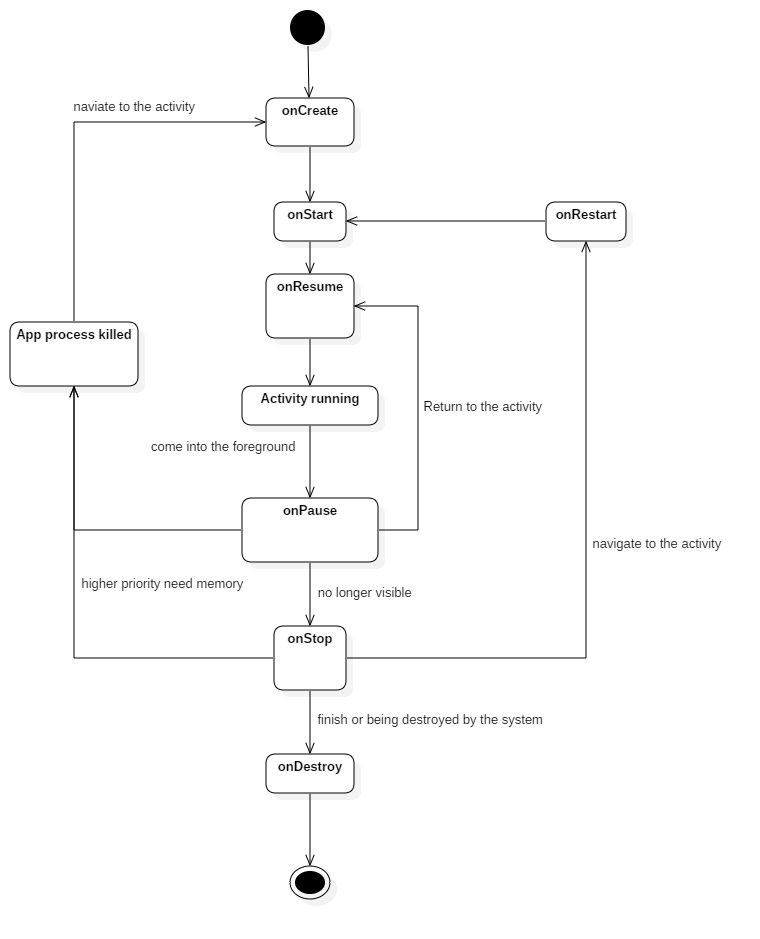 naviate to the activity
onCreate
onStart
onRestart
onResume
App process killed
Activity running
Return to the activity
come into the foreground
onPause
navigate to the activity
higher priority need memory
no longer visible
onStop
finish or being destroyed by the system
onDestroy